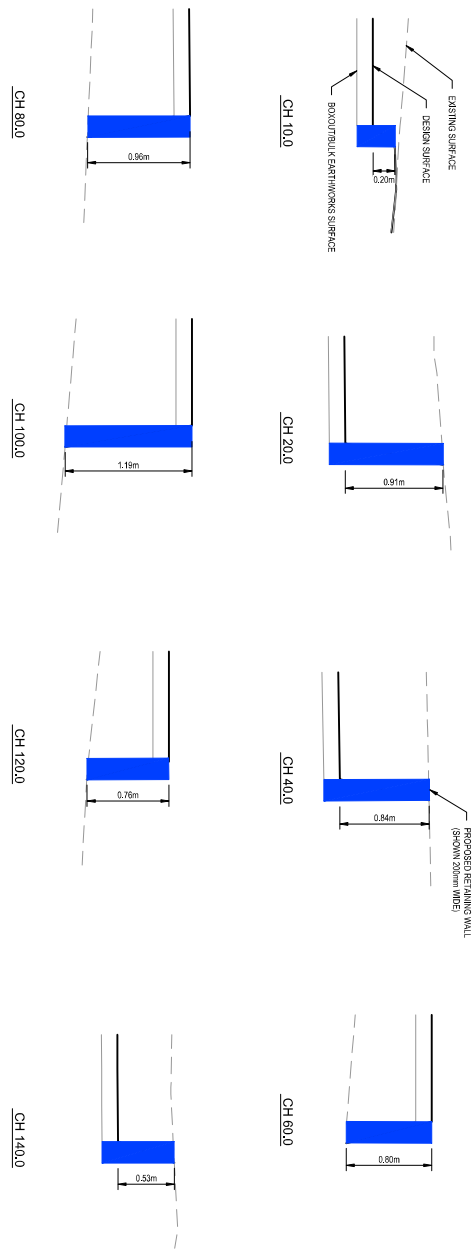 EXISTING SURFACE
DESIGN SURFACE
BOXOUT/BULK EARTHWORKS SURFACE
0.20m
CH 10.0
0.91m
CH 20.0
PROPOSED RETAINING WALL
(SHOWN 200mm WIDE)
0.84m
CH 40.0
0.80m
CH 60.0
0.96m
CH 80.0
1.19m
CH 100.0
0.76m
CH 120.0
0.53m
CH 140.0